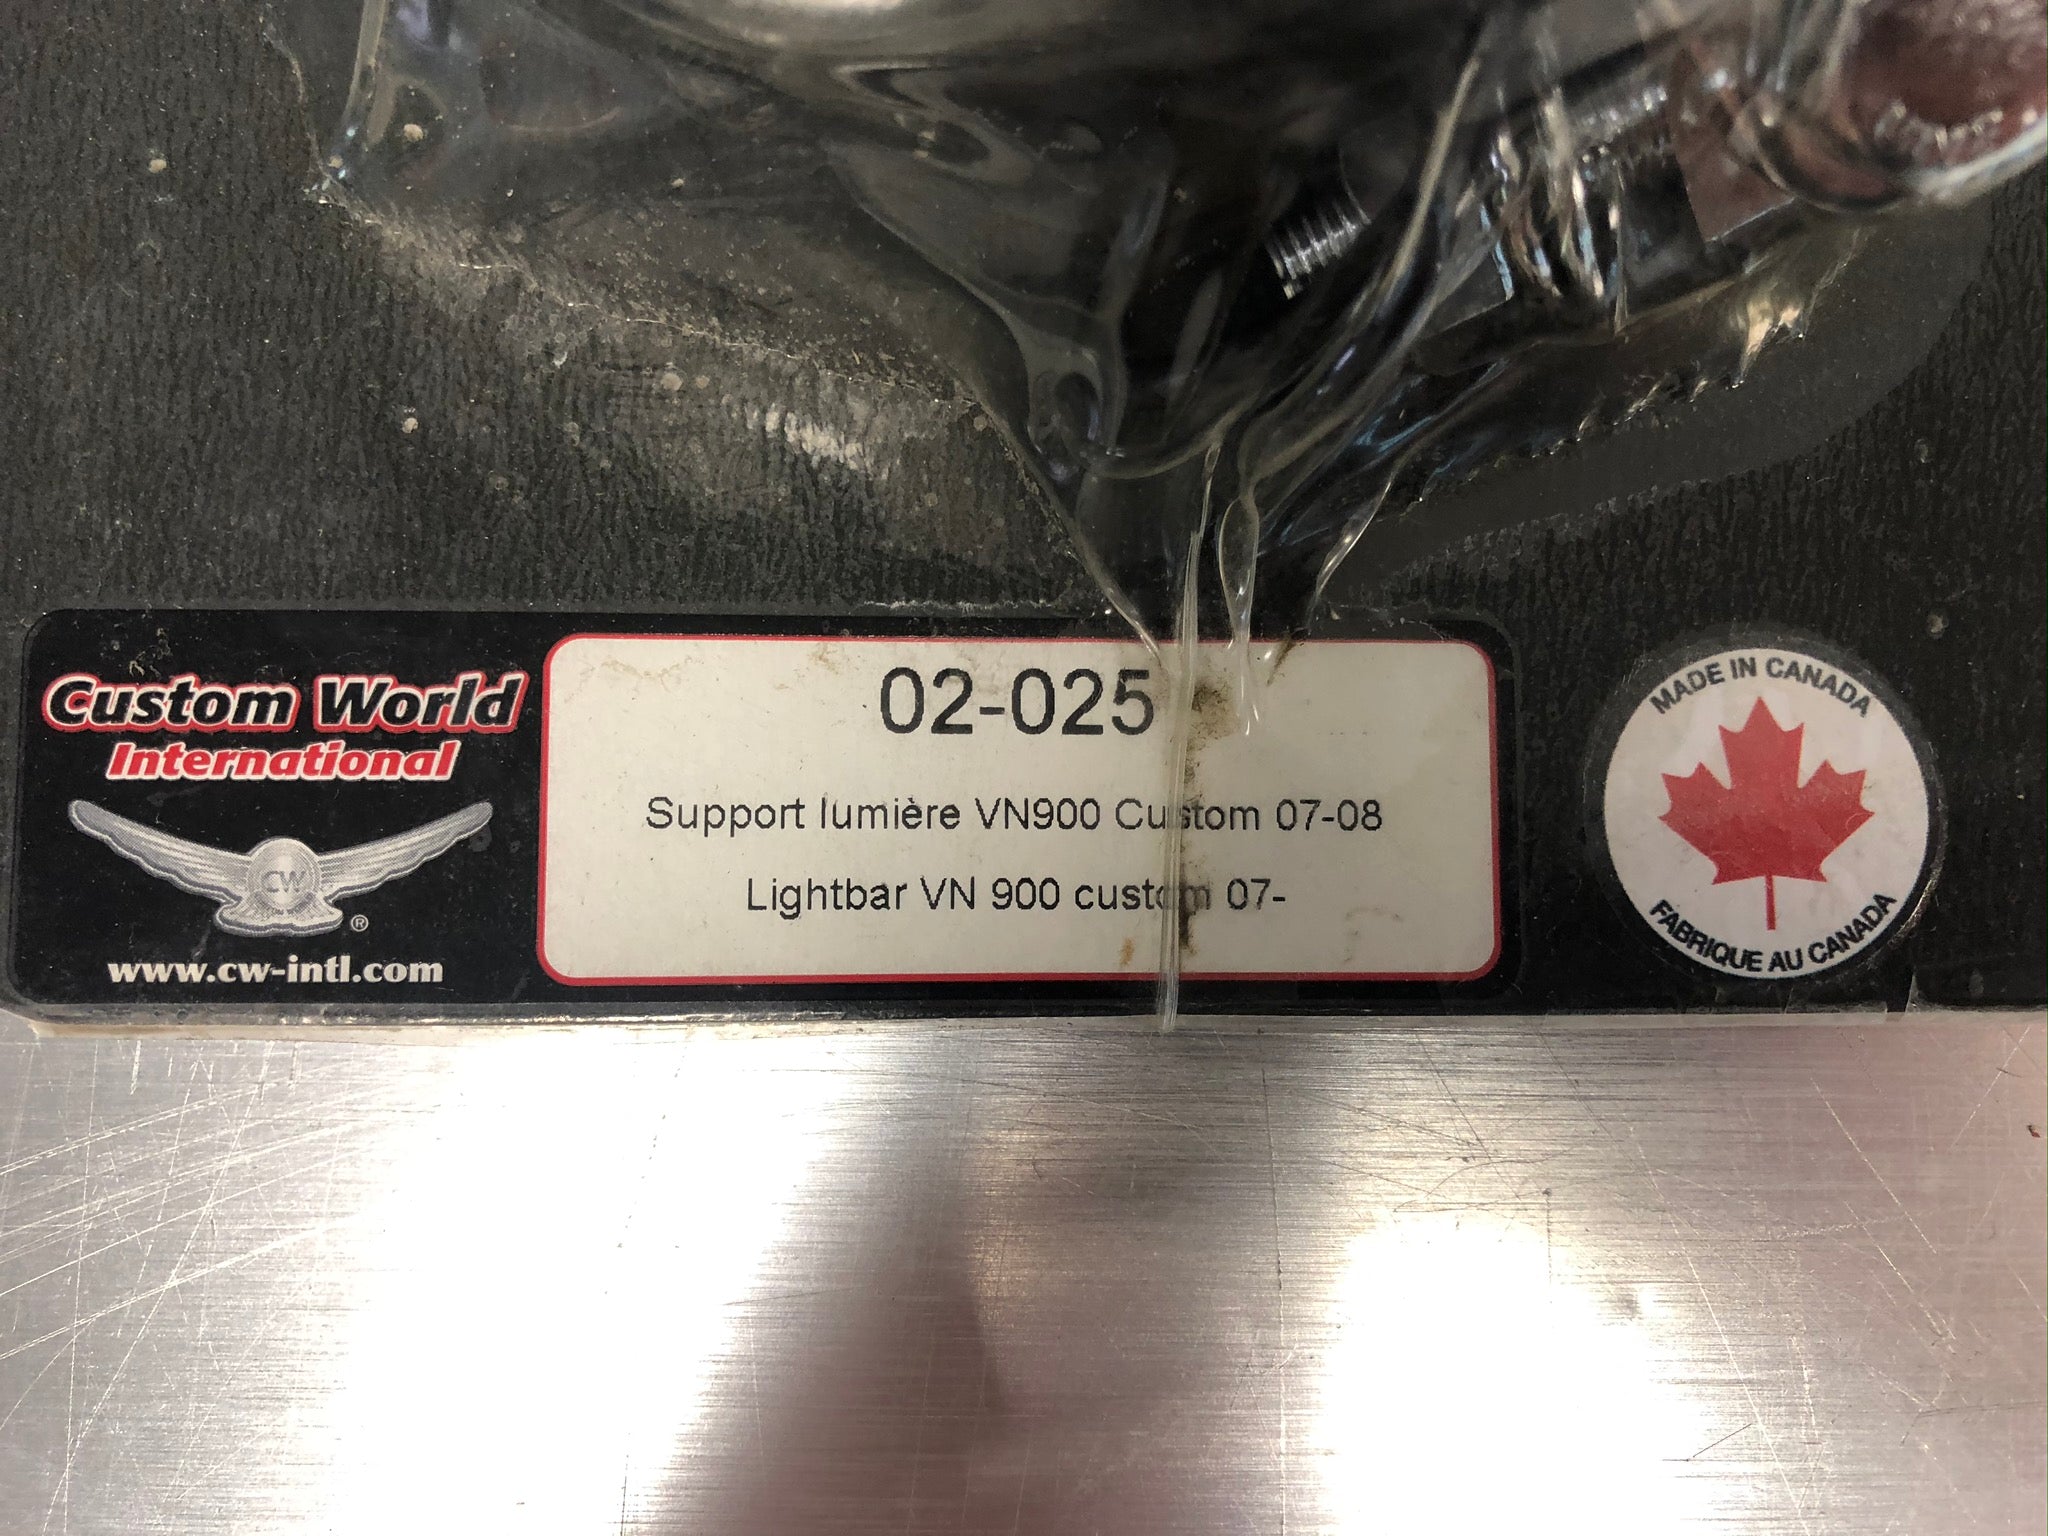 Custom World
International
CW
®
www.cw-intl.com
02-025
Support lumière VN900 Custom 07-08
Lightbar VN 900 custom 07-
MADE IN CANADA
FABRIQUE AU CANADA